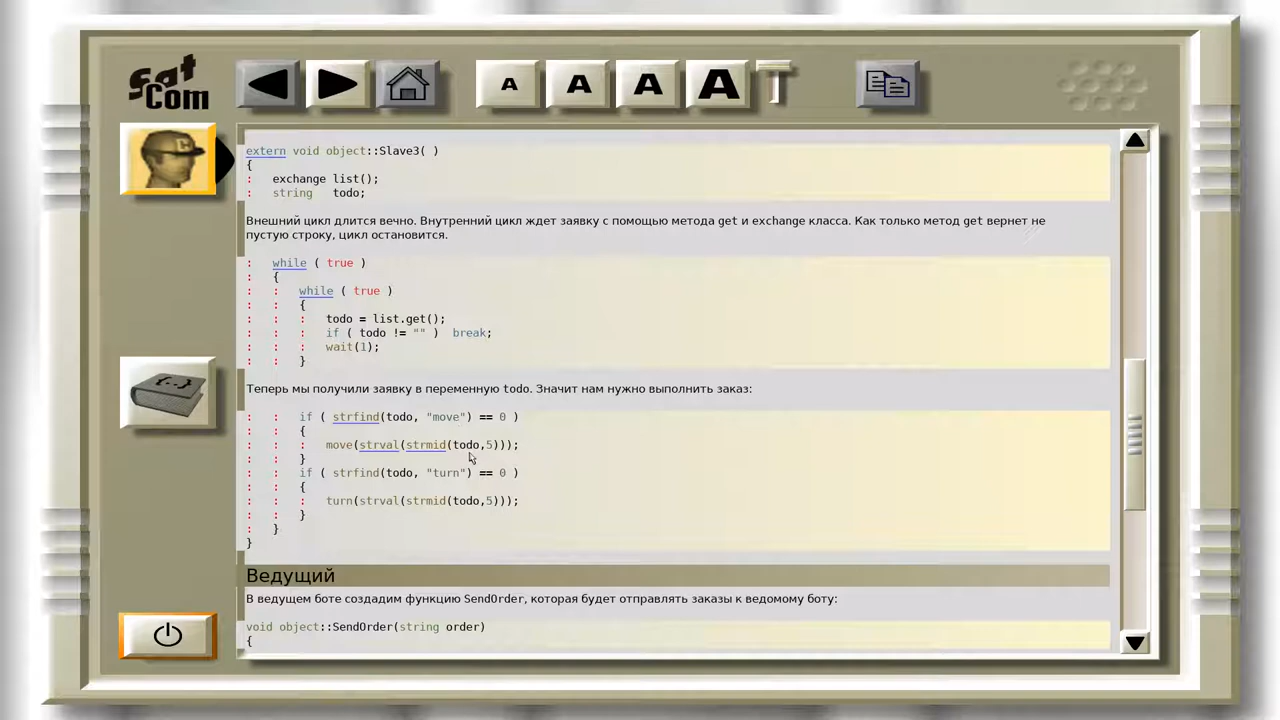 Sat
Com
A A A A T
extern void object::Slave3( )
{
:   exchange list();
:   string   todo;
Внешний цикл длится вечно. Внутренний цикл ждет заявку с помощью метода get и exchange класса. Как только метод get вернет не
пустую строку, цикл остановится.
:   while ( true )
:   {
:   :   while ( true )
:   :   {
:   :   :   todo = list.get();
:   :   :   if ( todo != "" )  break;
:   :   :   wait(1);
:   :   }
Теперь мы получили заявку в переменную todo. Значит нам нужно выполнить заказ:
:   :   if ( strfind(todo, "move") == 0 )
:   :   {
:   :   :   move(strval(strmid(todo,5)));
:   :   }
:   :   if ( strfind(todo, "turn") == 0 )
:   :   {
:   :   :   turn(strval(strmid(todo,5)));
:   :   }
:   }
}
{..}
Ведущий
В ведущем боте создадим функцию SendOrder, которая будет отправлять заказы к ведомому боту:
void object::SendOrder(string order)
{